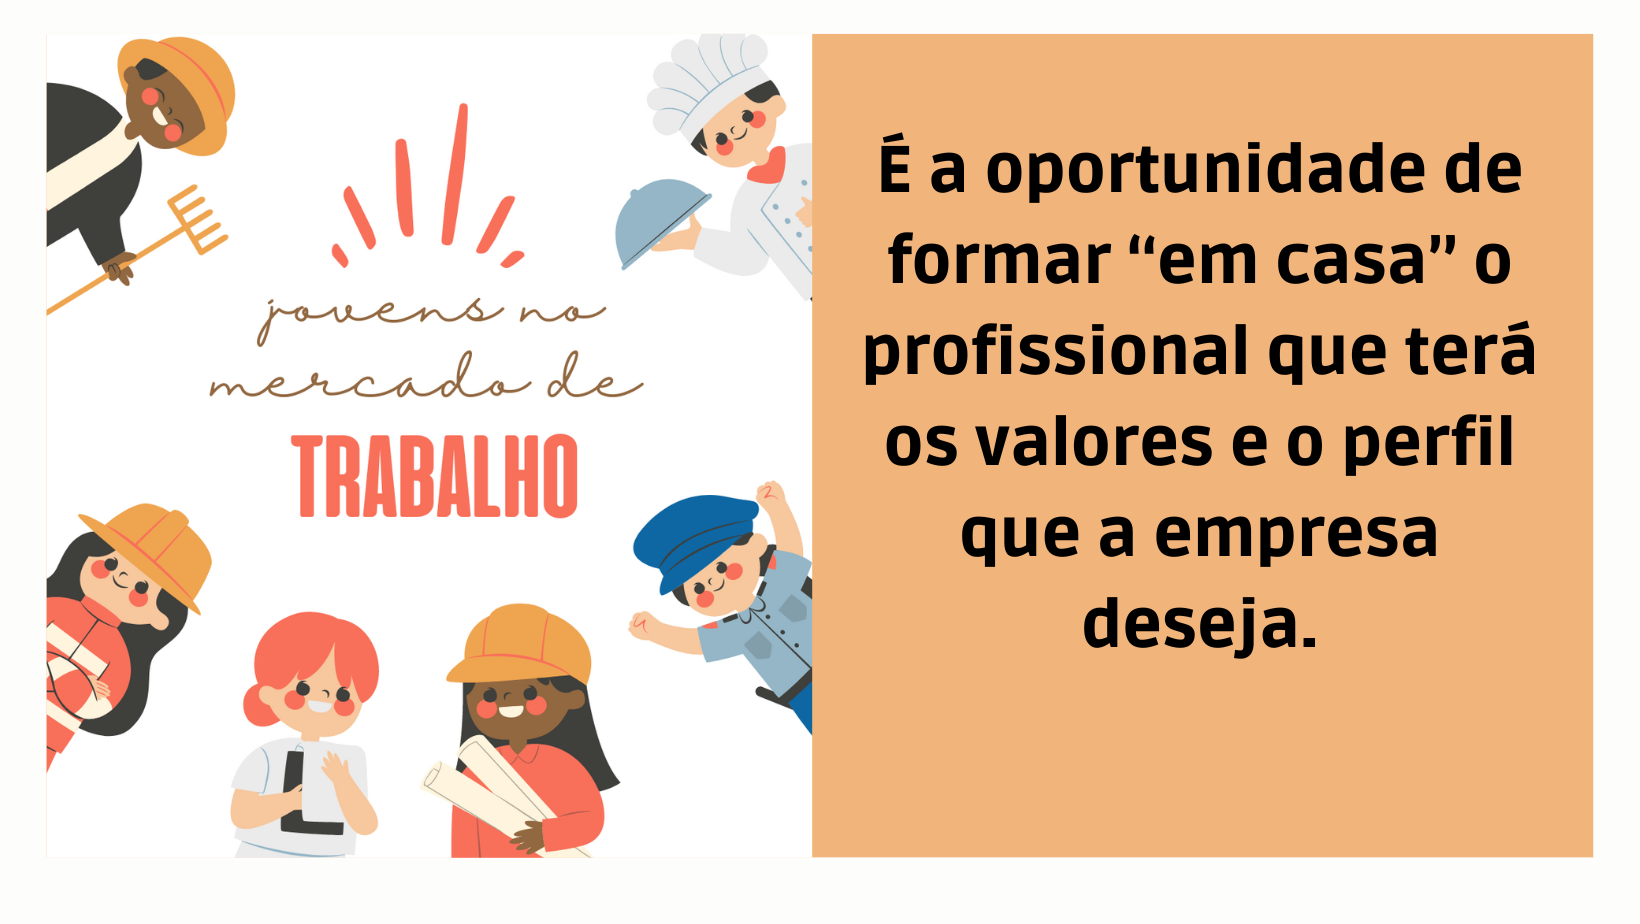 jovens no
mercado de
TRABALHO
É a oportunidade de
formar “em casa” o
profissional que terá
os valores e o perfil
que a empresa
deseja.